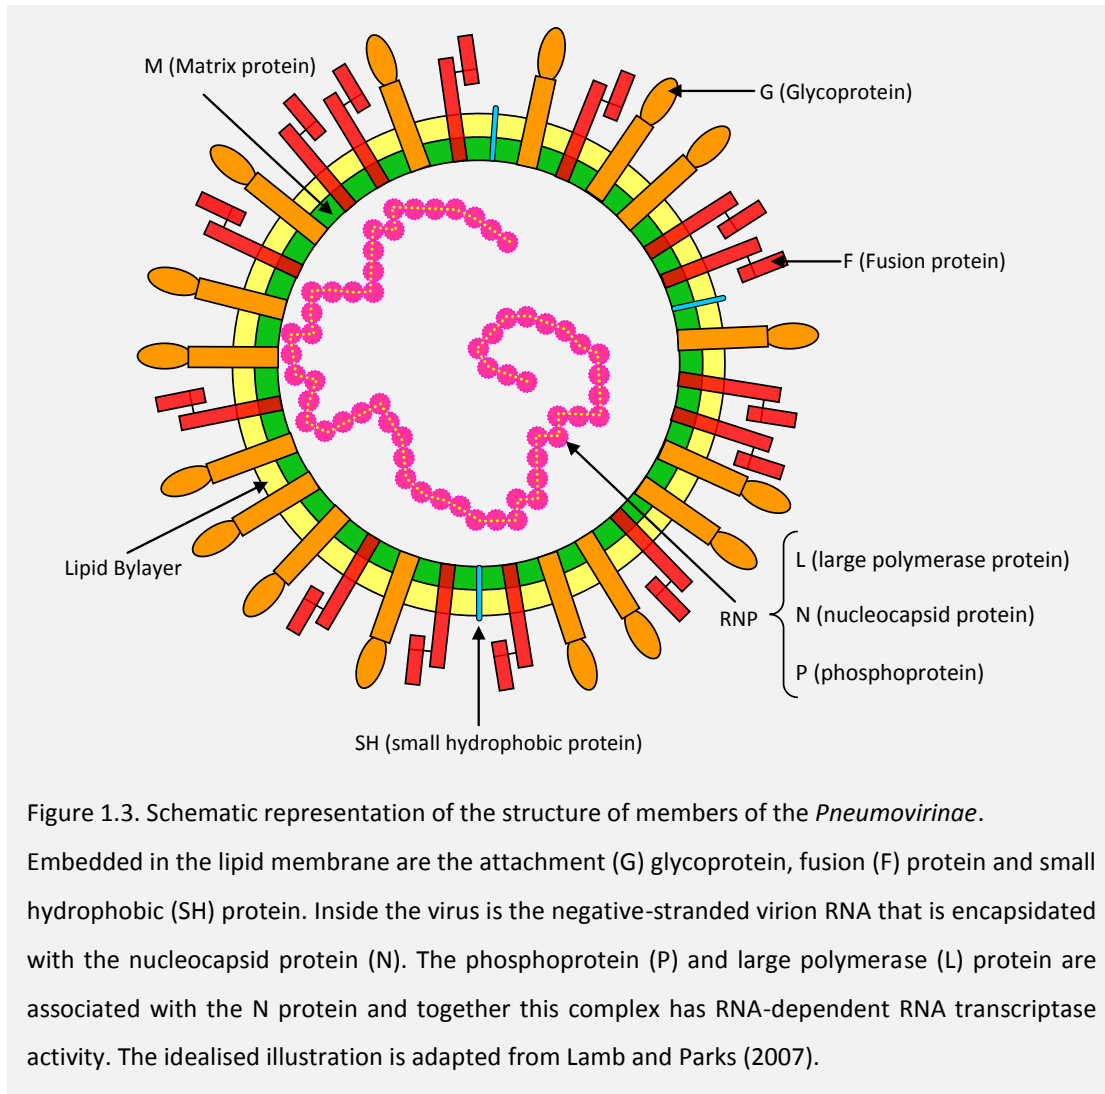 M (Matrix protein)
G (Glycoprotein)
F (Fusion protein)
Lipid Bylayer
L (large polymerase protein)
RNP
N (nucleocapsid protein)
P (phosphoprotein)
SH (small hydrophobic protein)
Figure 1.3. Schematic representation of the structure of members of the Pneumovirinae.
Embedded in the lipid membrane are the attachment (G) glycoprotein, fusion (F) protein and small
hydrophobic (SH) protein. Inside the virus is the negative-stranded virion RNA that is encapsidated
with the nucleocapsid protein (N). The phosphoprotein (P) and large polymerase (L) protein are
associated with the N protein and together this complex has RNA-dependent RNA transcriptase
activity. The idealised illustration is adapted from Lamb and Parks (2007).